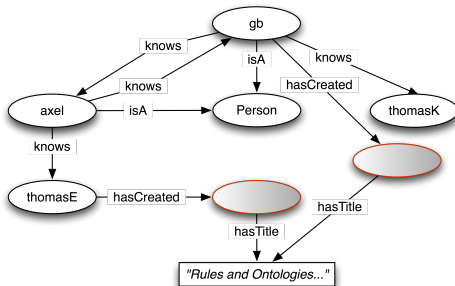 gb
knows
knows
isA
knows
hasCreated
axel
isA
Person
thomasK
knows
thomasE
hasCreated
hasTitle
hasTitle
"Rules and Ontologies..."